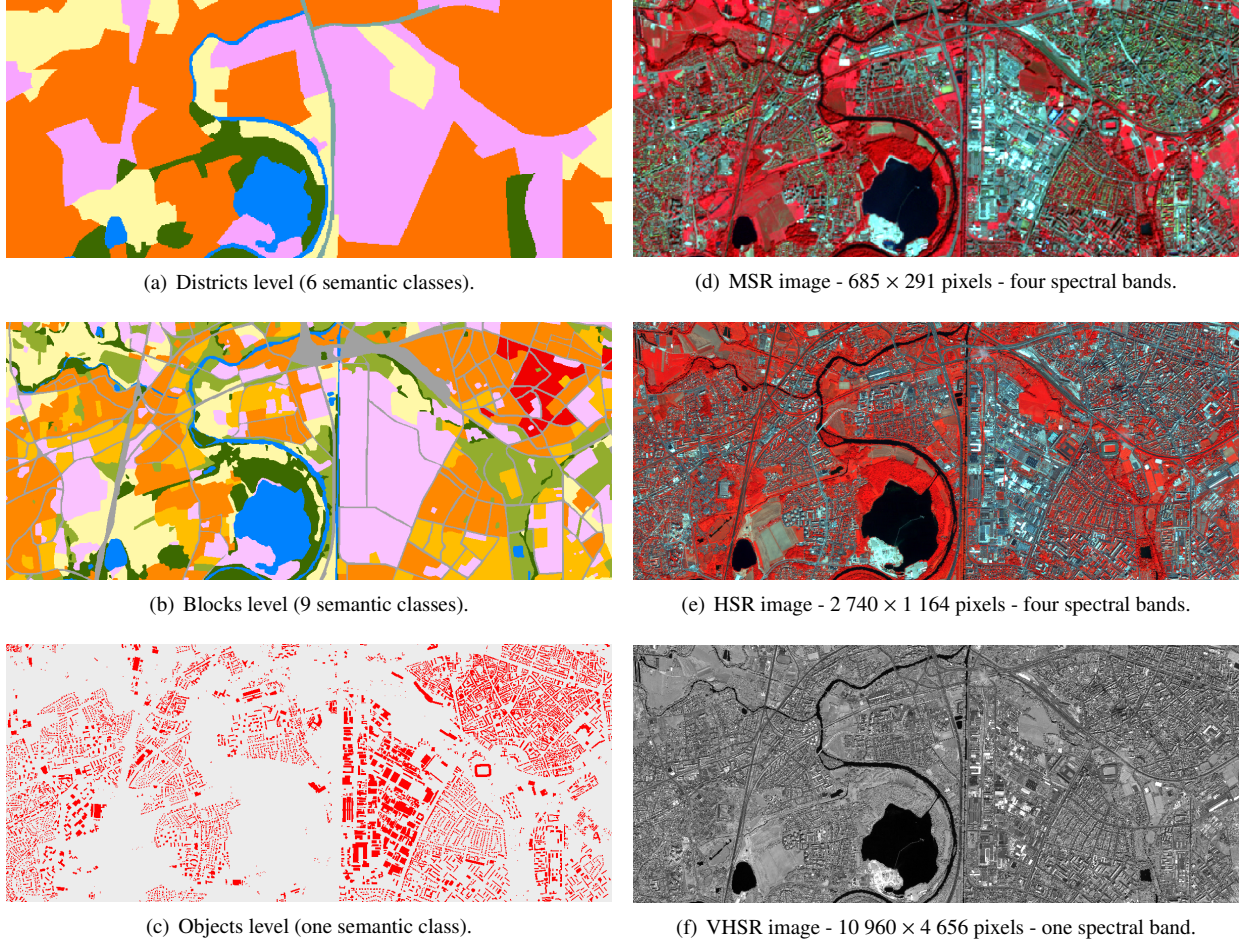 (a) Districts level (6 semantic classes).
(d) MSR image - 685 × 291 pixels - four spectral bands.
(b) Blocks level (9 semantic classes).
(e) HSR image - 2 740 × 1 164 pixels - four spectral bands.
(c) Objects level (one semantic class).
(f) VHSR image - 10 960 × 4 656 pixels - one spectral band.